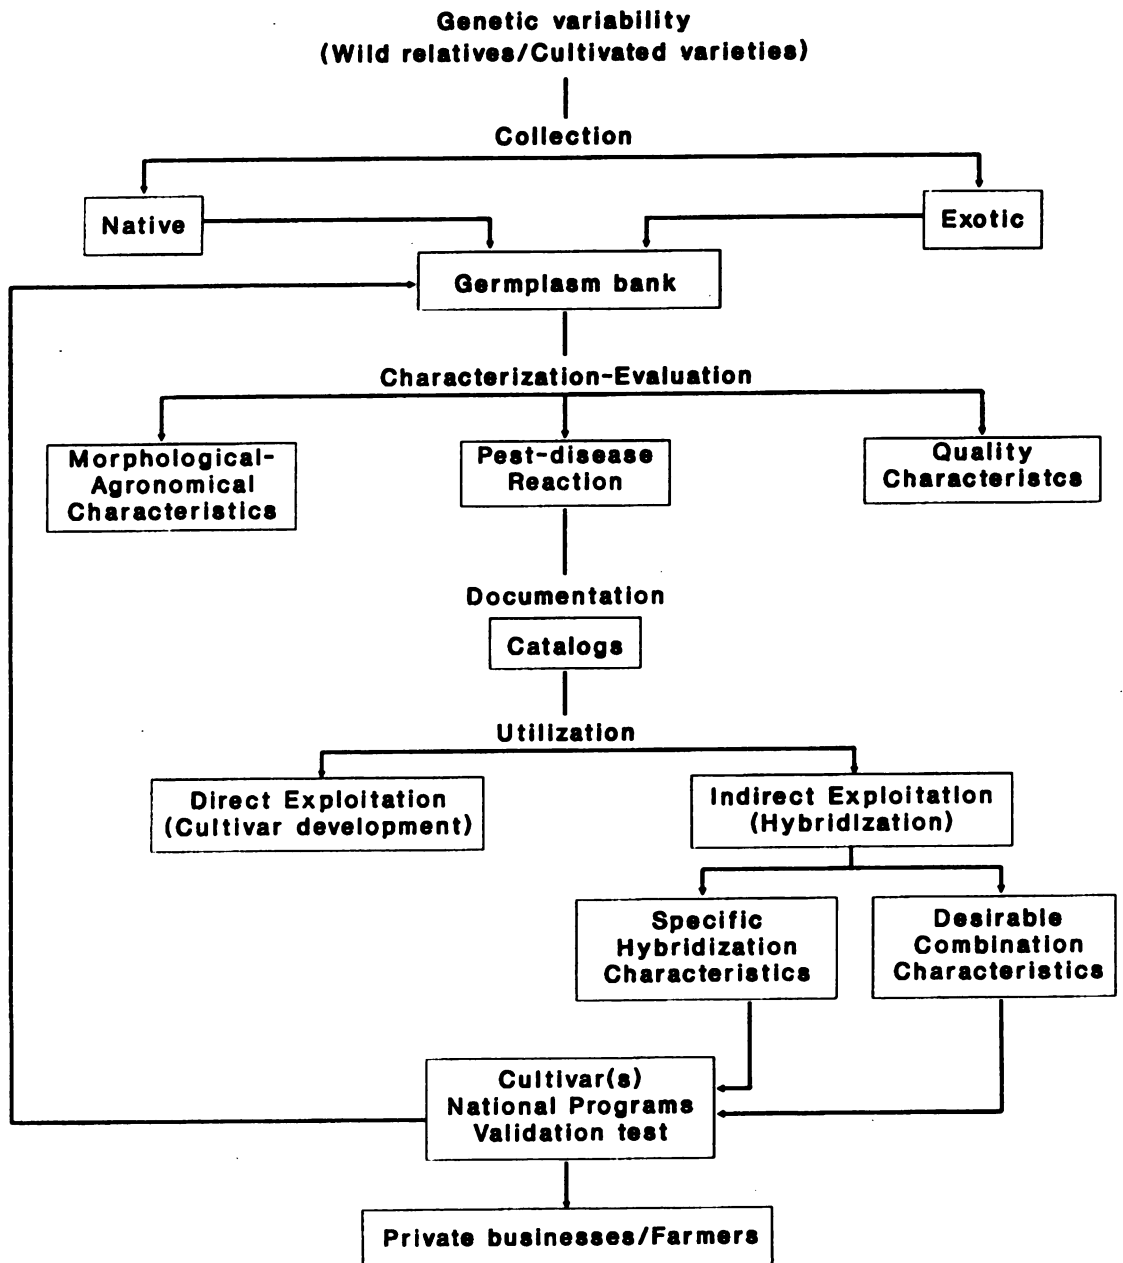 Genetic variability
(Wild relatives/Cultivated varieties)
Collection
Native
Exotic
Germplasm bank
Characterization-Evaluation
Morphological-
Agronomical
Characteristics
Pest-disease
Reaction
Quality
Characteristcs
Documentation
Catalogs
Utilization
Direct Exploitation
(Cultivar development)
Indirect Exploitation
(Hybridization)
Specific
Hybridization
Characteristics
Desirable
Combination
Characteristics
Cultivar(s)
National Programs
Validation test
Private businesses/Farmers